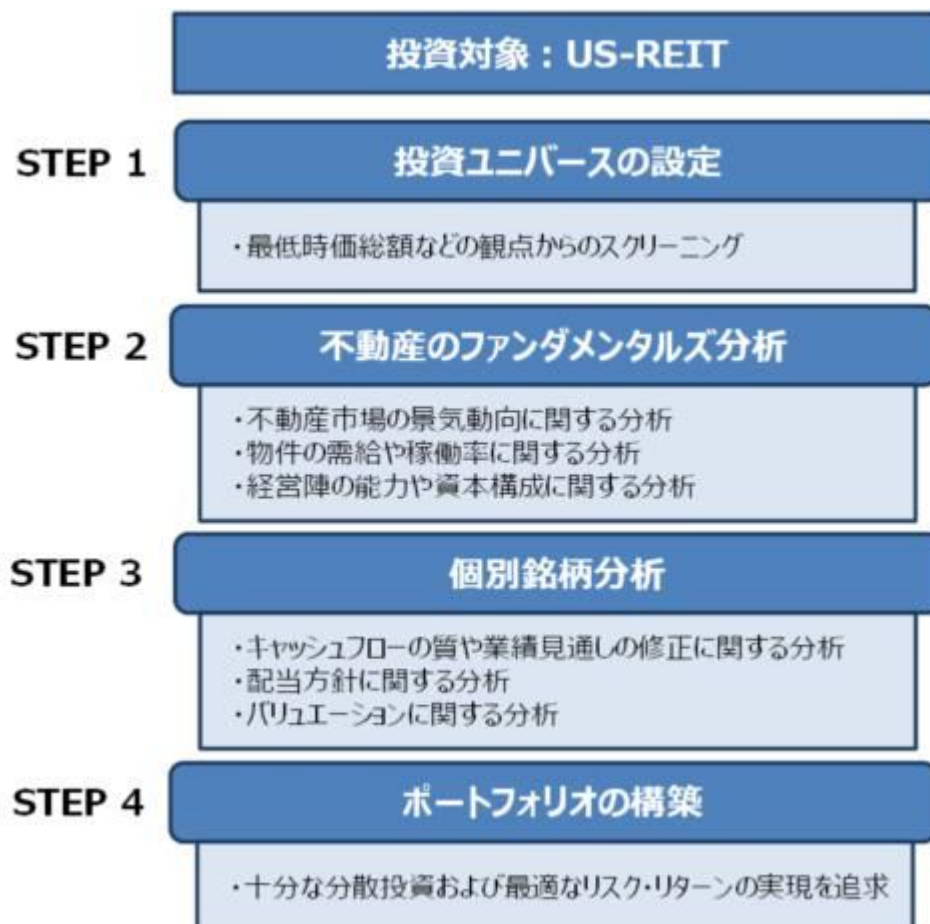 投資対象：US-REIT
STEP 1
投資ユニバースの設定
・最低時価総額などの観点からのスクリーニング
STEP 2
不動産のファンダメンタルズ分析
・不動産市場の景気動向に関する分析
・物件の需給や稼働率に関する分析
・経営陣の能力や資本構成に関する分析
STEP 3
個別銘柄分析
・キャッシュフローの質や業績見通しの修正に関する分析
・配当方針に関する分析
・バリュエーションに関する分析
STEP 4
ポートフォリオの構築
・十分な分散投資および最適なリスク・リターンの実現を追求